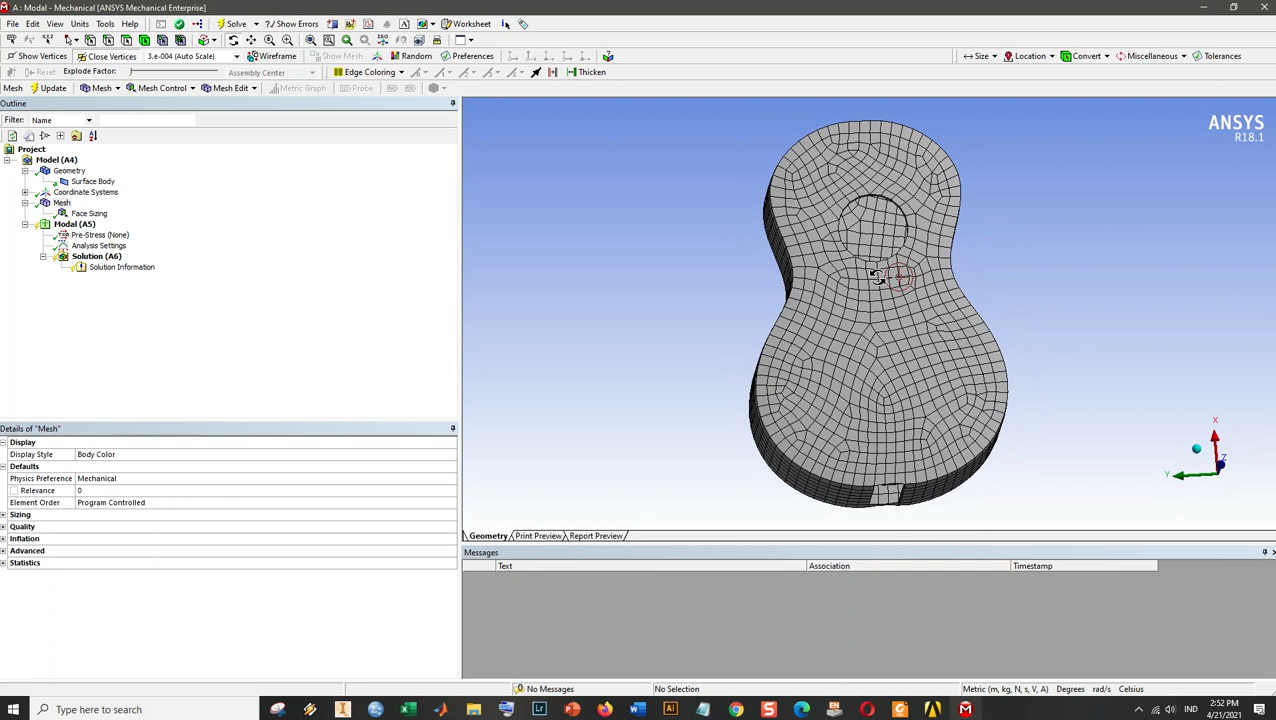 A : Modal - Mechanical [ANSYS Mechanical Enterprise]
File Edit View Units Tools Help Solve Show Errors Worksheet
Show Vertices Close Vertices 3.e-004 (Auto Scale) Wireframe Show Mesh Random Preferences Size Location Convert Miscellaneous Tolerances
Reset Explode Factor: Assembly Center Edge Coloring Thicken
Mesh Update Mesh Mesh Control Mesh Edit Metric Graph Probe
Outline
Filter: Name
Project
Model (A4)
Geometry
Surface Body
Coordinate Systems
Mesh
Face Sizing
Modal (A5)
Pre-Stress (None)
Analysis Settings
Solution (A6)
Solution Information
ANSYS
R18.1
X
Y
Z
Details of "Mesh"
Display
Display Style Body Color
Defaults
Physics Preference Mechanical
Relevance 0
Element Order Program Controlled
Sizing
Quality
Inflation
Advanced
Statistics
Geometry Print Preview Report Preview
Messages
Text Association Timestamp
No Messages No Selection Metric (m, kg, N, s, V, A) Degrees rad/s Celsius
Type here to search
IND 2:52 PM
4/21/2021